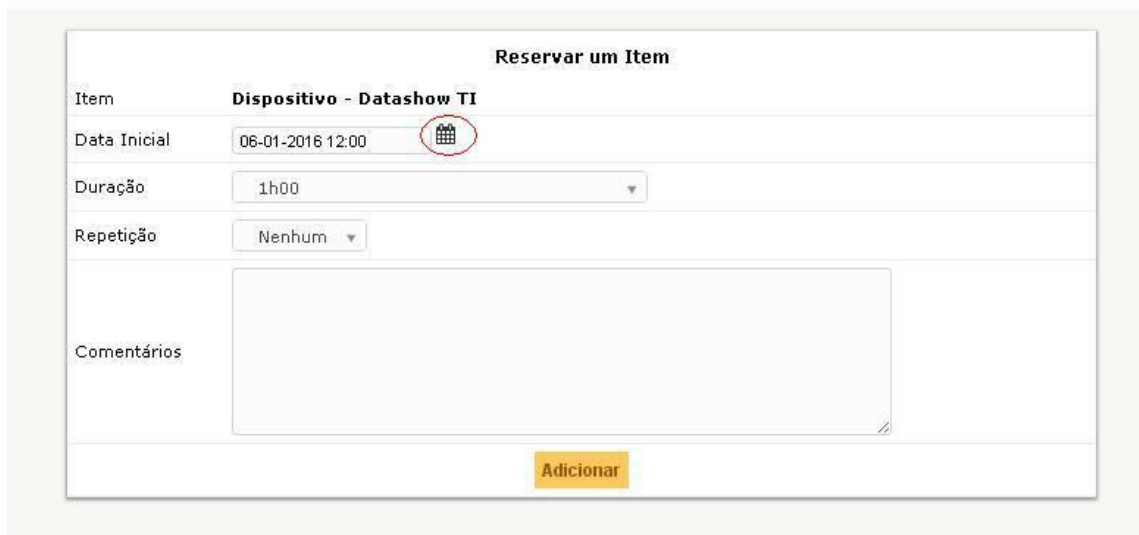 Reservar um Item
Item Dispositivo - Datashow TI
Data Inicial 06-01-2016 12:00
Duração 1h00
Repetição Nenhum
Comentários
Adicionar